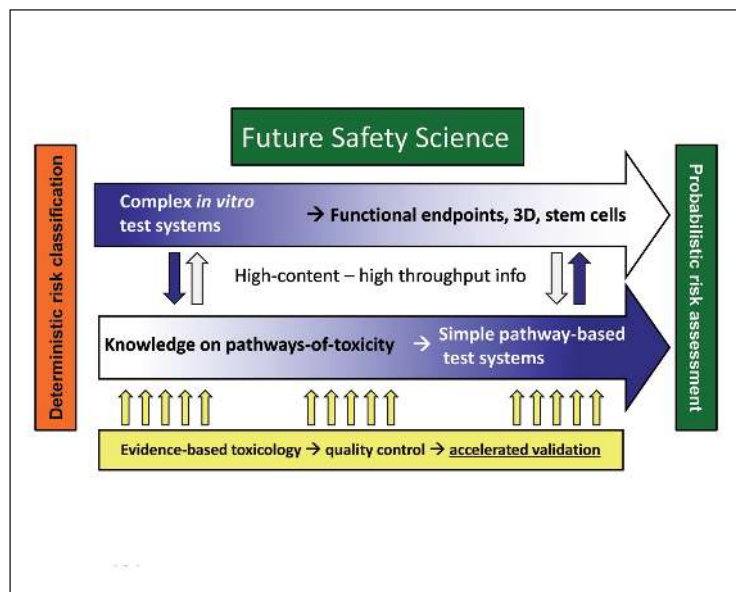 Future Safety Science
Deterministic risk classification
Complex in vitro
test systems
→ Functional endpoints, 3D, stem cells
High-content – high throughput info
Knowledge on pathways-of-toxicity
→ Simple pathway-based
test systems
Evidence-based toxicology → quality control → accelerated validation
Probabilistic risk assessment